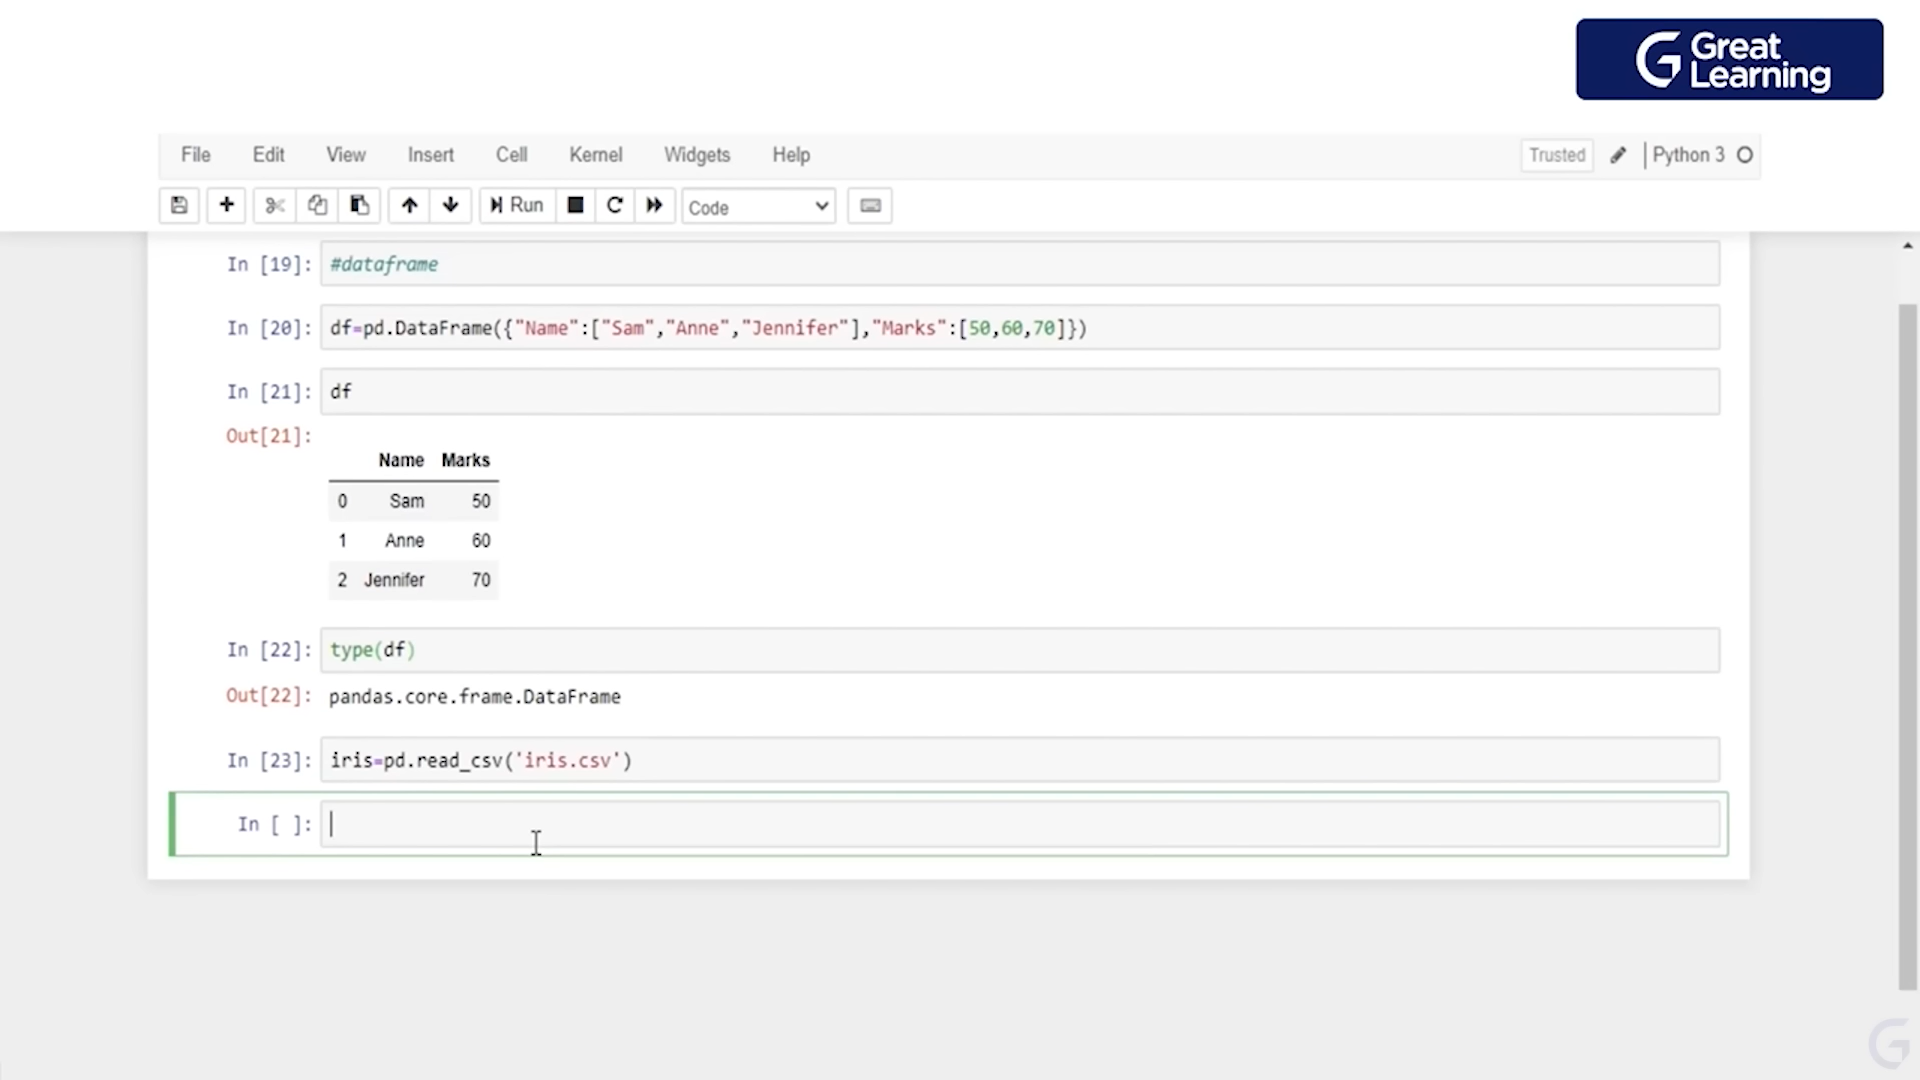 Great
Learning
File Edit View Insert Cell Kernel Widgets Help Trusted Python 3
Run Code
In [19]: #dataframe
In [20]: df=pd.DataFrame({"Name":["Sam","Anne","Jennifer"],"Marks":[50,60,70]})
In [21]: df
Out[21]:
Name Marks
0 Sam 50
1 Anne 60
2 Jennifer 70
In [22]: type(df)
Out[22]: pandas.core.frame.DataFrame
In [23]: iris=pd.read_csv('iris.csv')
In [ ]: